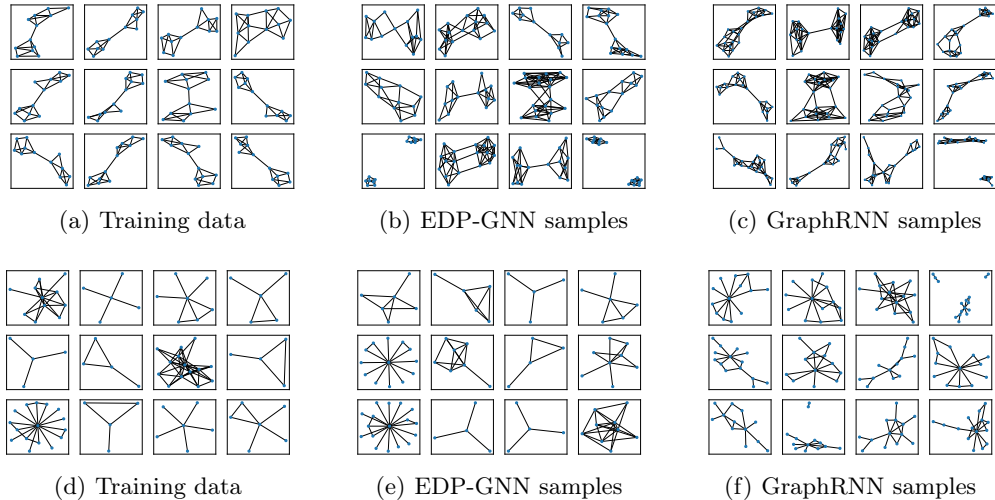 (a) Training data
(b) EDP-GNN samples
(c) GraphRNN samples
(d) Training data
(e) EDP-GNN samples
(f) GraphRNN samples